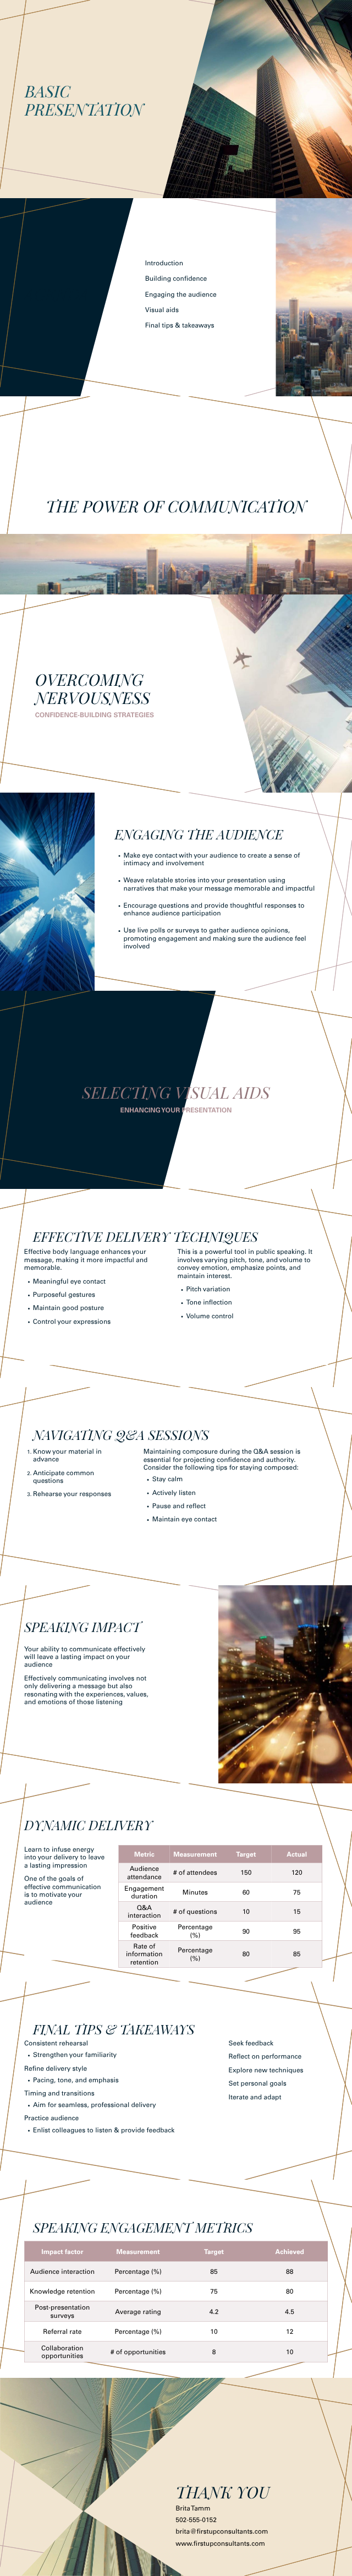 BASIC
PRESENTATION
Introduction
Building confidence
Engaging the audience
Visual aids
Final tips & takeaways
THE POWER OF COMMUNICATION
OVERCOMING
NERVOUSNESS
CONFIDENCE-BUILDING STRATEGIES
ENGAGING THE AUDIENCE
• Make eye contact with your audience to create a sense of
intimacy and involvement
• Weave relatable stories into your presentation using
narratives that make your message memorable and impactful
• Encourage questions and provide thoughtful responses to
enhance audience participation
• Use live polls or surveys to gather audience opinions,
promoting engagement and making sure the audience feel
involved
SELECTING VISUAL AIDS
ENHANCING YOUR PRESENTATION
EFFECTIVE DELIVERY TECHNIQUES
Effective body language enhances your
message, making it more impactful and
memorable.
• Meaningful eye contact
• Purposeful gestures
• Maintain good posture
• Control your expressions
This is a powerful tool in public speaking. It
involves varying pitch, tone, and volume to
convey emotion, emphasize points, and
maintain interest.
• Pitch variation
• Tone inflection
• Volume control
NAVIGATING Q&A SESSIONS
1. Know your material in
advance
2. Anticipate common
questions
3. Rehearse your responses
Maintaining composure during the Q&A session is
essential for projecting confidence and authority.
Consider the following tips for staying composed:
• Stay calm
• Actively listen
• Pause and reflect
• Maintain eye contact
SPEAKING IMPACT
Your ability to communicate effectively
will leave a lasting impact on your
audience
Effectively communicating involves not
only delivering a message but also
resonating with the experiences, values,
and emotions of those listening
DYNAMIC DELIVERY
Learn to infuse energy
into your delivery to leave
a lasting impression
One of the goals of
effective communication
is to motivate your
audience
Metric Measurement Target Actual
Audience
attendance # of attendees 150 120
Engagement
duration Minutes 60 75
Q&A
interaction # of questions 10 15
Positive
feedback Percentage
(%) 90 95
Rate of
information
retention Percentage
(%) 80 85
FINAL TIPS & TAKEAWAYS
Consistent rehearsal
• Strengthen your familiarity
Refine delivery style
• Pacing, tone, and emphasis
Timing and transitions
• Aim for seamless, professional delivery
Practice audience
• Enlist colleagues to listen & provide feedback
Seek feedback
Reflect on performance
Explore new techniques
Set personal goals
Iterate and adapt
SPEAKING ENGAGEMENT METRICS
Impact factor Measurement Target Achieved
Audience interaction Percentage (%) 85 88
Knowledge retention Percentage (%) 75 80
Post-presentation
surveys Average rating 4.2 4.5
Referral rate Percentage (%) 10 12
Collaboration
opportunities # of opportunities 8 10
THANK YOU
Brita Tamm
502-555-0152
brita@firstupconsultants.com
www.firstupconsultants.com